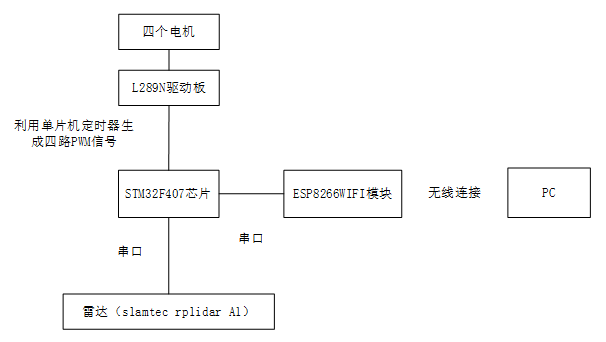 四个电机
L289N驱动板
利用单片机定时器生
成四路PWM信号
STM32F407芯片
ESP8266WIFI模块
无线连接
PC
串口
串口
雷达（slamtec rplidar A1）